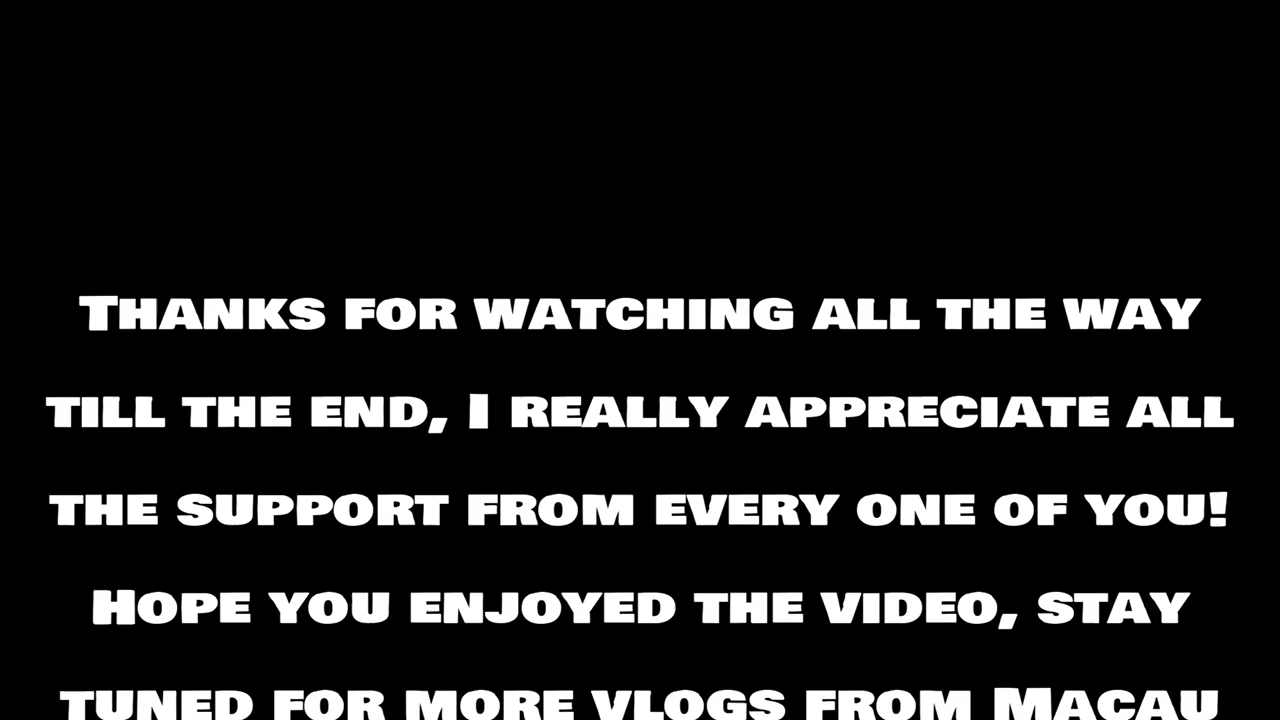 Thanks for watching all the way
till the end, I really appreciate all
the support from every one of you!
Hope you enjoyed the video, stay
tuned for more vlogs from Macau